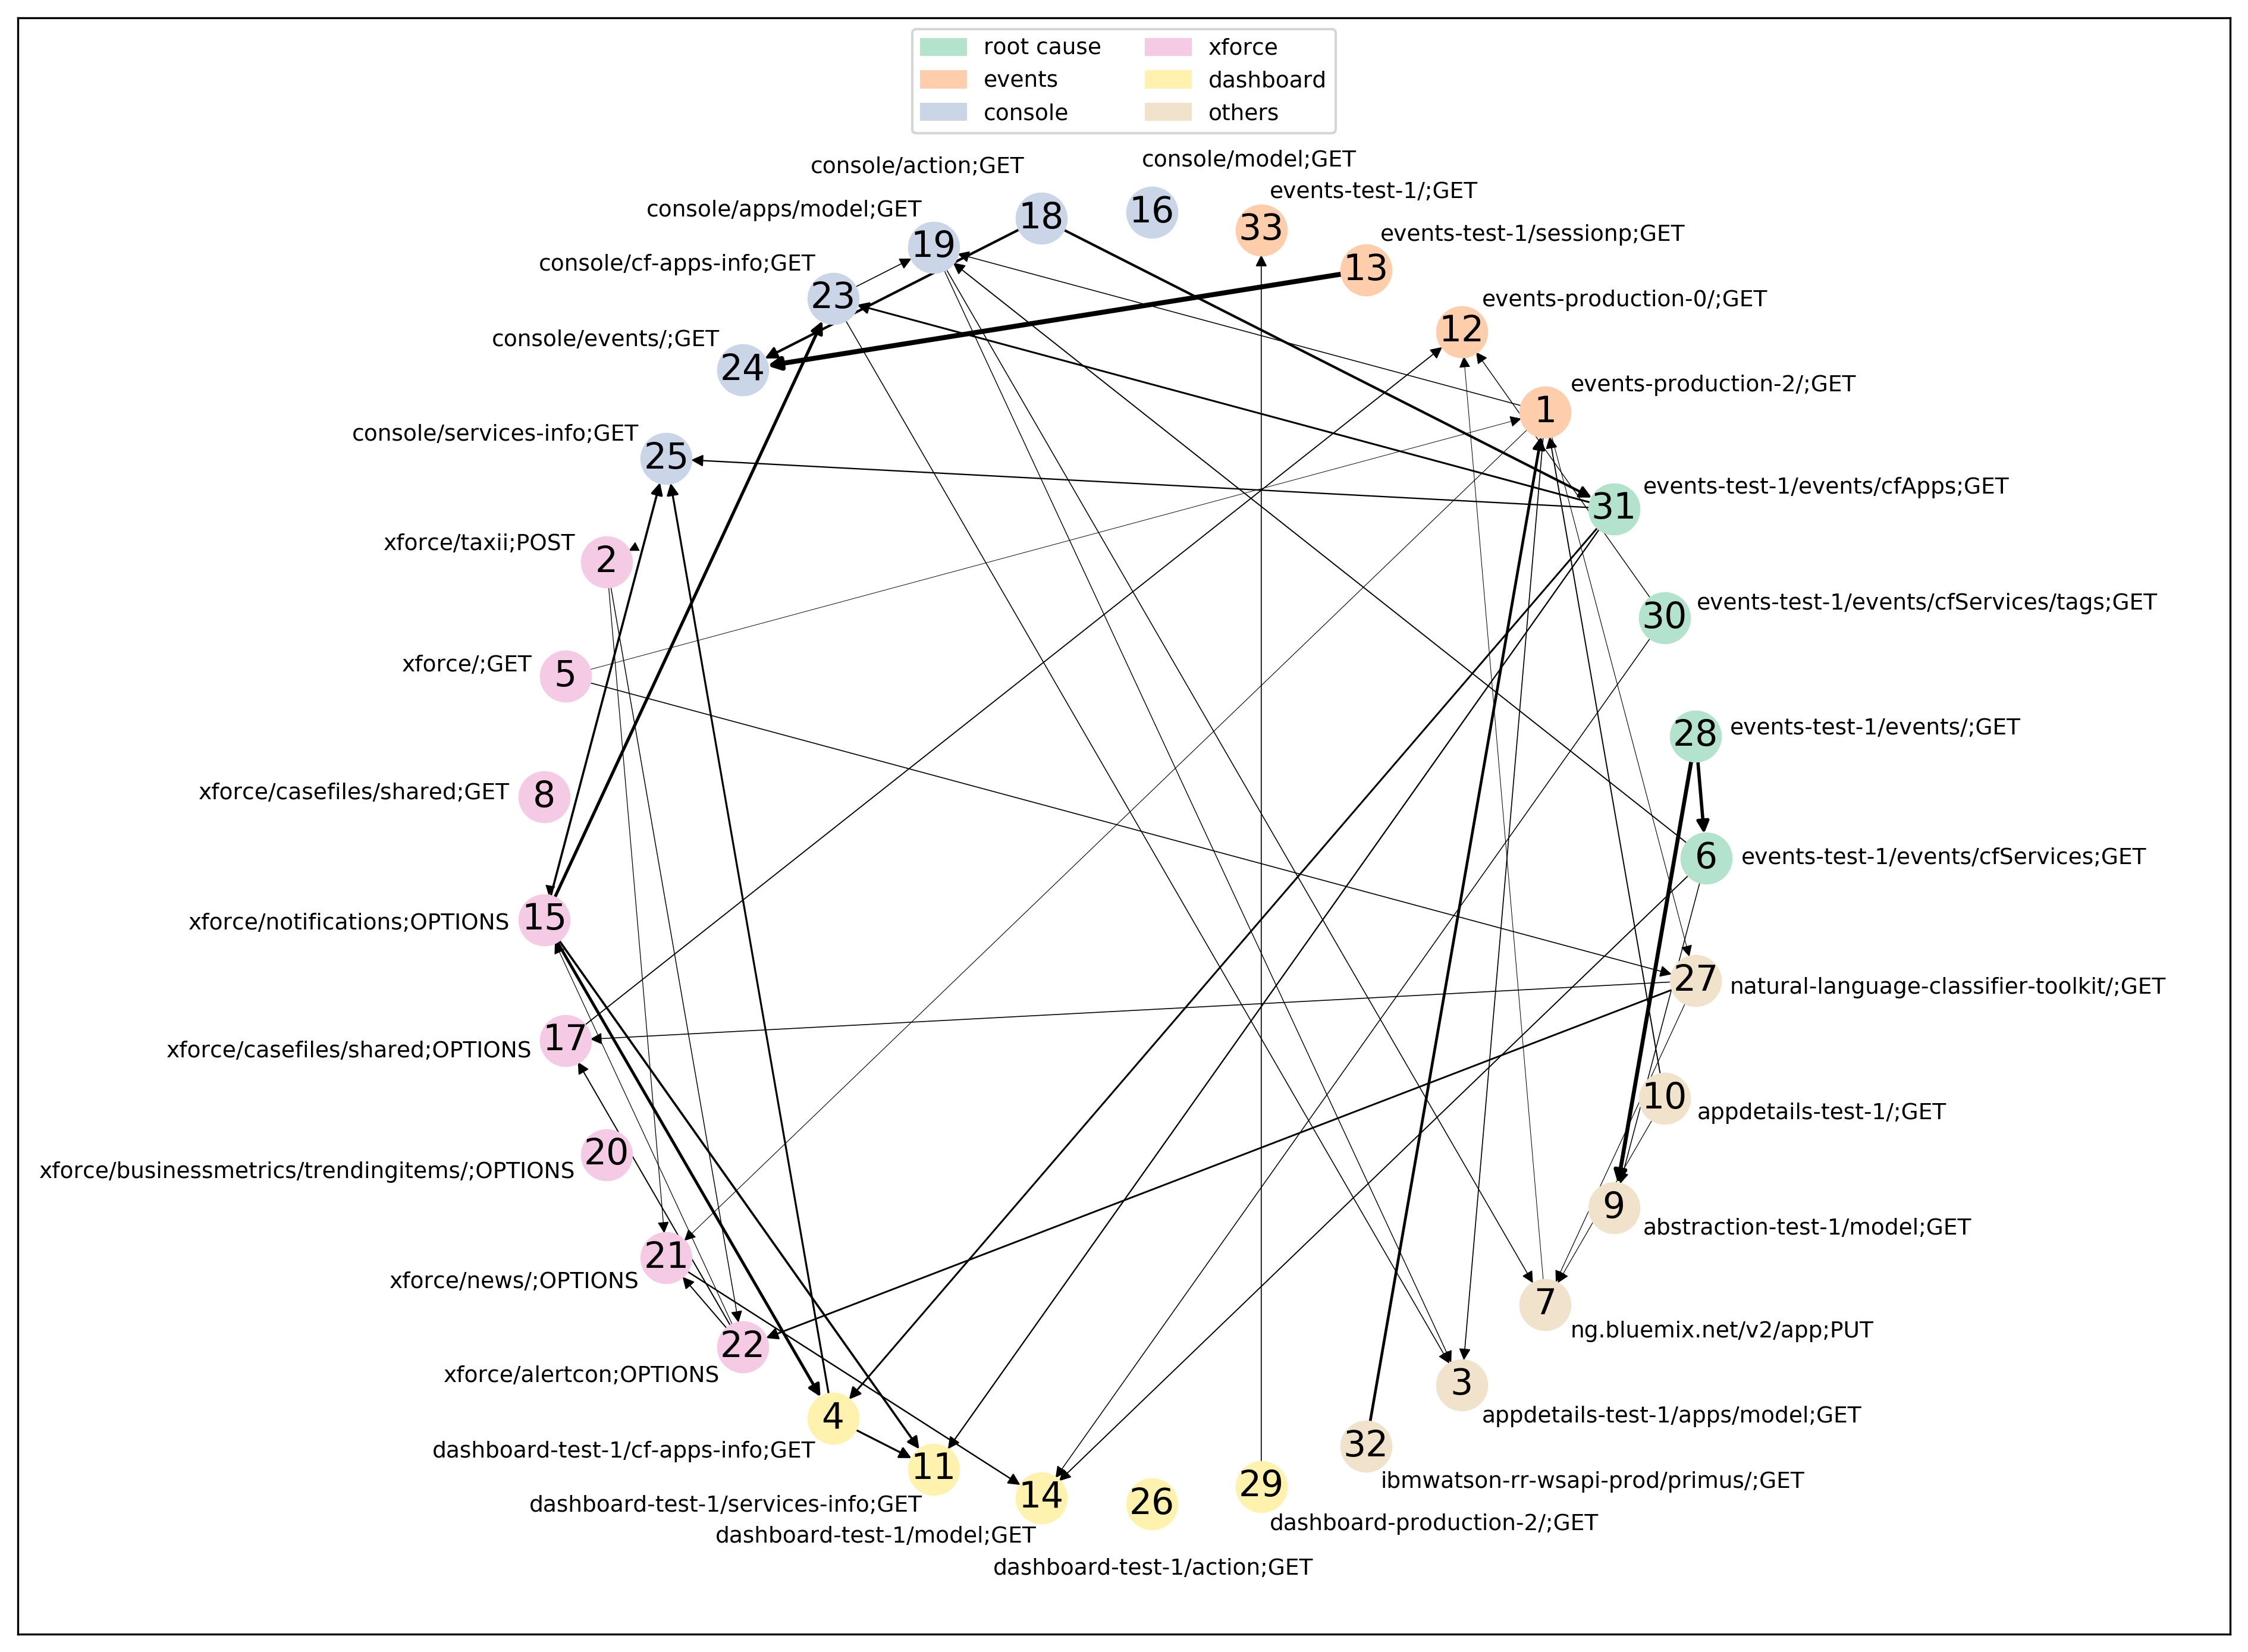 root cause
events
console
xforce
dashboard
others
console/model;GET
console/action;GET
events-test-1/;GET
console/apps/model;GET
16
18
33
events-test-1/sessionp;GET
19
console/cf-apps-info;GET
13
23
events-production-0/;GET
12
console/events/;GET
24
events-production-2/;GET
1
console/services-info;GET
25
events-test-1/events/cfApps;GET
31
xforce/taxii;POST
2
events-test-1/events/cfServices/tags;GET
30
xforce/;GET
5
events-test-1/events/;GET
28
xforce/casefiles/shared;GET
8
6
events-test-1/events/cfServices;GET
xforce/notifications;OPTIONS
15
27
natural-language-classifier-toolkit/;GET
17
xforce/casefiles/shared;OPTIONS
10
appdetails-test-1/;GET
20
xforce/businessmetrics/trendingitems/;OPTIONS
9
abstraction-test-1/model;GET
21
xforce/news/;OPTIONS
7
ng.bluemix.net/v2/app;PUT
22
xforce/alertcon;OPTIONS
3
appdetails-test-1/apps/model;GET
4
dashboard-test-1/cf-apps-info;GET
32
ibmwatson-rr-wsapi-prod/primus/;GET
11
dashboard-test-1/services-info;GET
29
dashboard-production-2/;GET
14
dashboard-test-1/model;GET
26
dashboard-test-1/action;GET